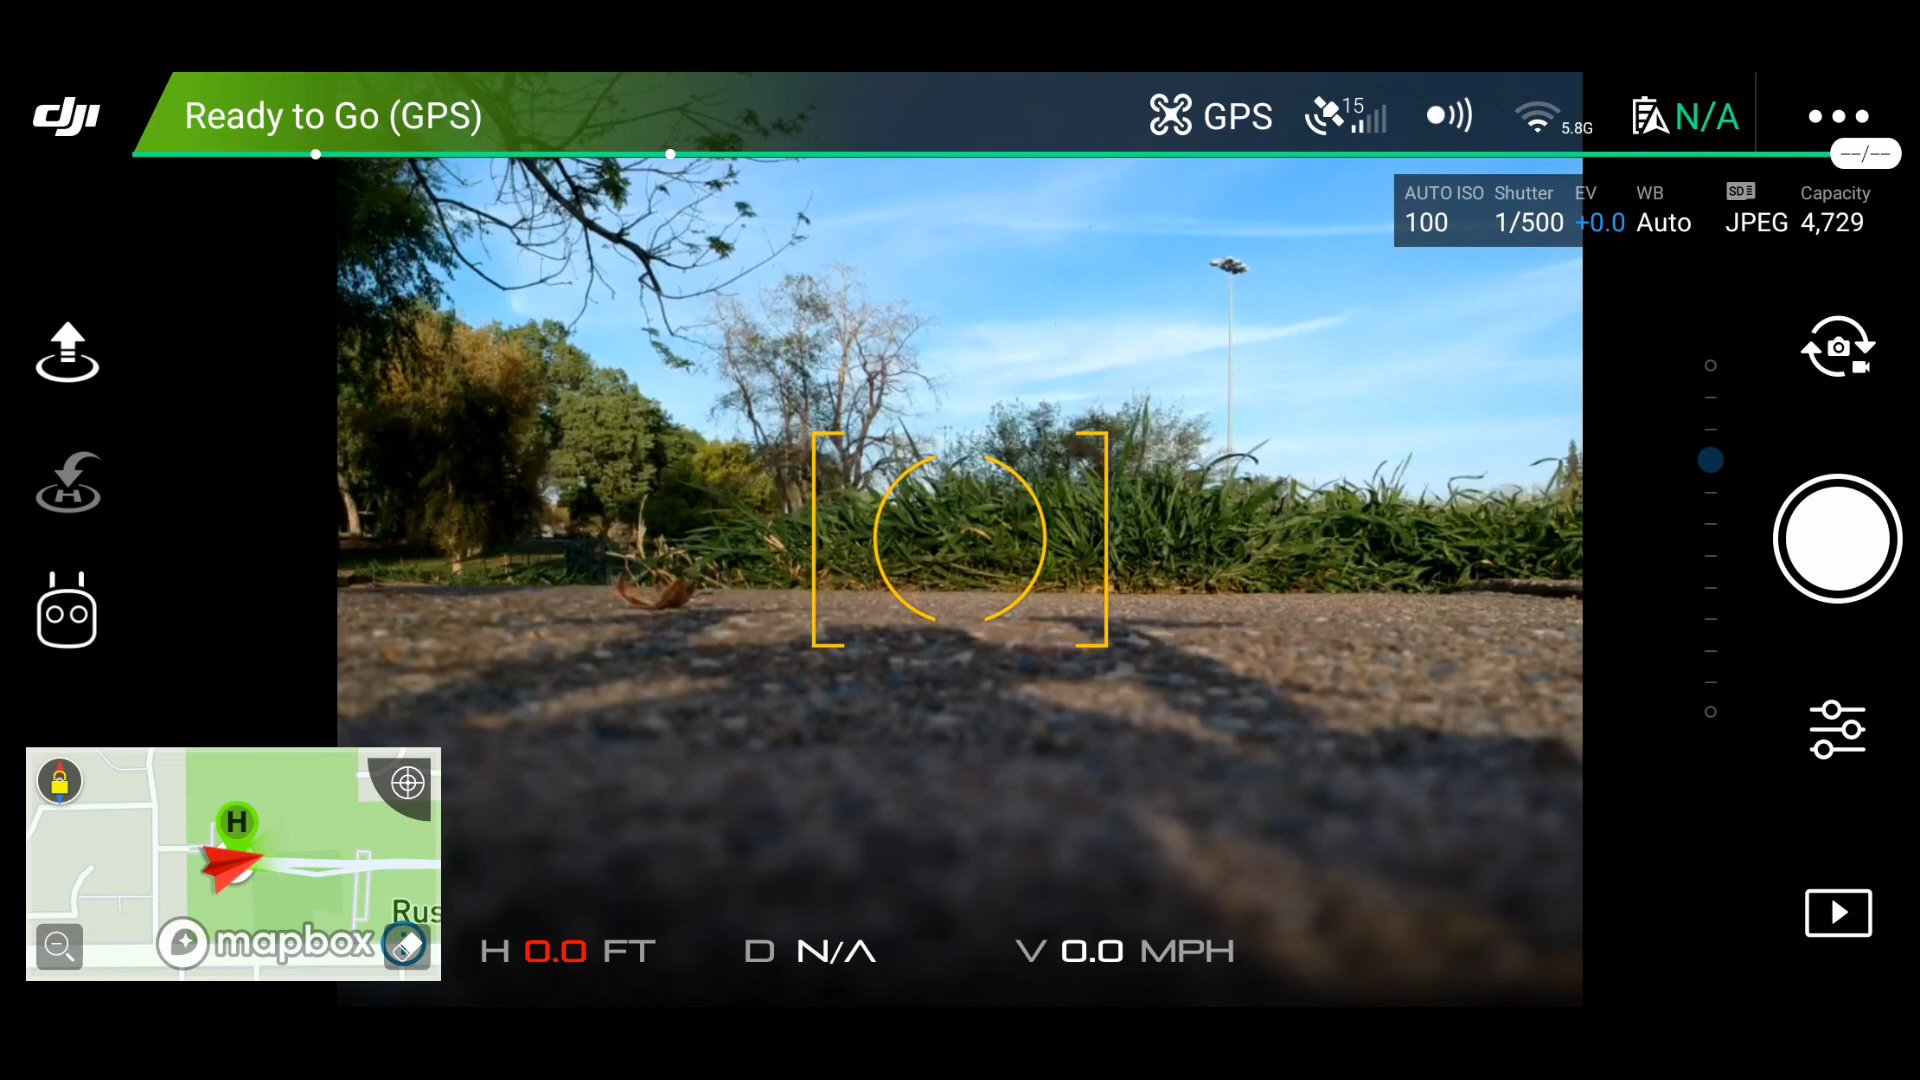 dji
Ready to Go (GPS)
GPS
15
5.8G
N/A
--/--
AUTO ISO Shutter EV WB SD Capacity
100 1/500 +0.0 Auto JPEG 4,729
H
H
Rus
mapbox
H 0.0 FT D N/A V 0.0 MPH